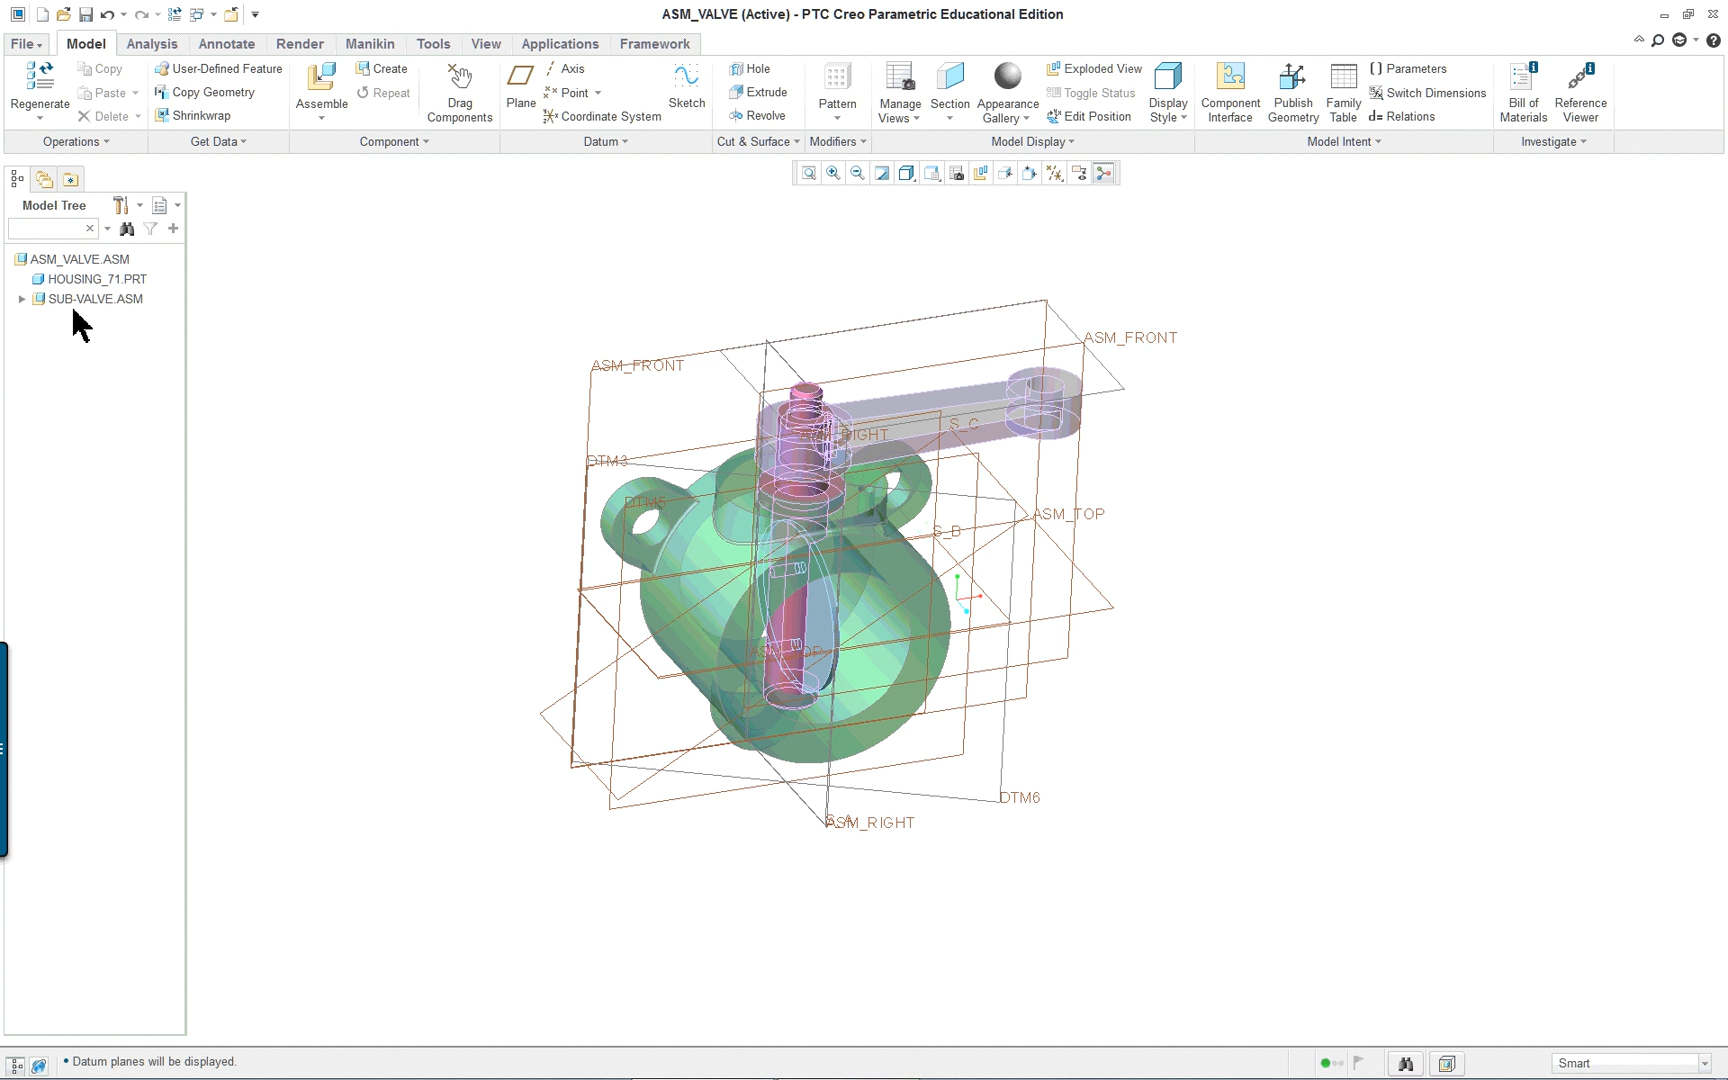 ASM_VALVE (Active) - PTC Creo Parametric Educational Edition
File Model Analysis Annotate Render Manikin Tools View Applications Framework
Regenerate
Copy
Paste
Delete
User-Defined Feature
Copy Geometry
Shrinkwrap
Assemble
Create
Repeat
Drag
Components
Plane
Axis
Point
Coordinate System
Sketch
Hole
Extrude
Revolve
Pattern
Manage
Views
Section
Appearance
Gallery
Exploded View
Toggle Status
Edit Position
Display
Style
Component
Interface
Publish
Geometry
Family
Table
Parameters
Switch Dimensions
d= Relations
Bill of
Materials
Reference
Viewer
Operations Get Data Component Datum Cut & Surface Modifiers Model Display Model Intent Investigate
Model Tree
ASM_VALVE.ASM
HOUSING_71.PRT
SUB-VALVE.ASM
ASM_FRONT
ASM_FRONT
S_C
DTM3
DTM5
ASM_TOP
S_B
DTM6
ASM_RIGHT
• Datum planes will be displayed.
Smart